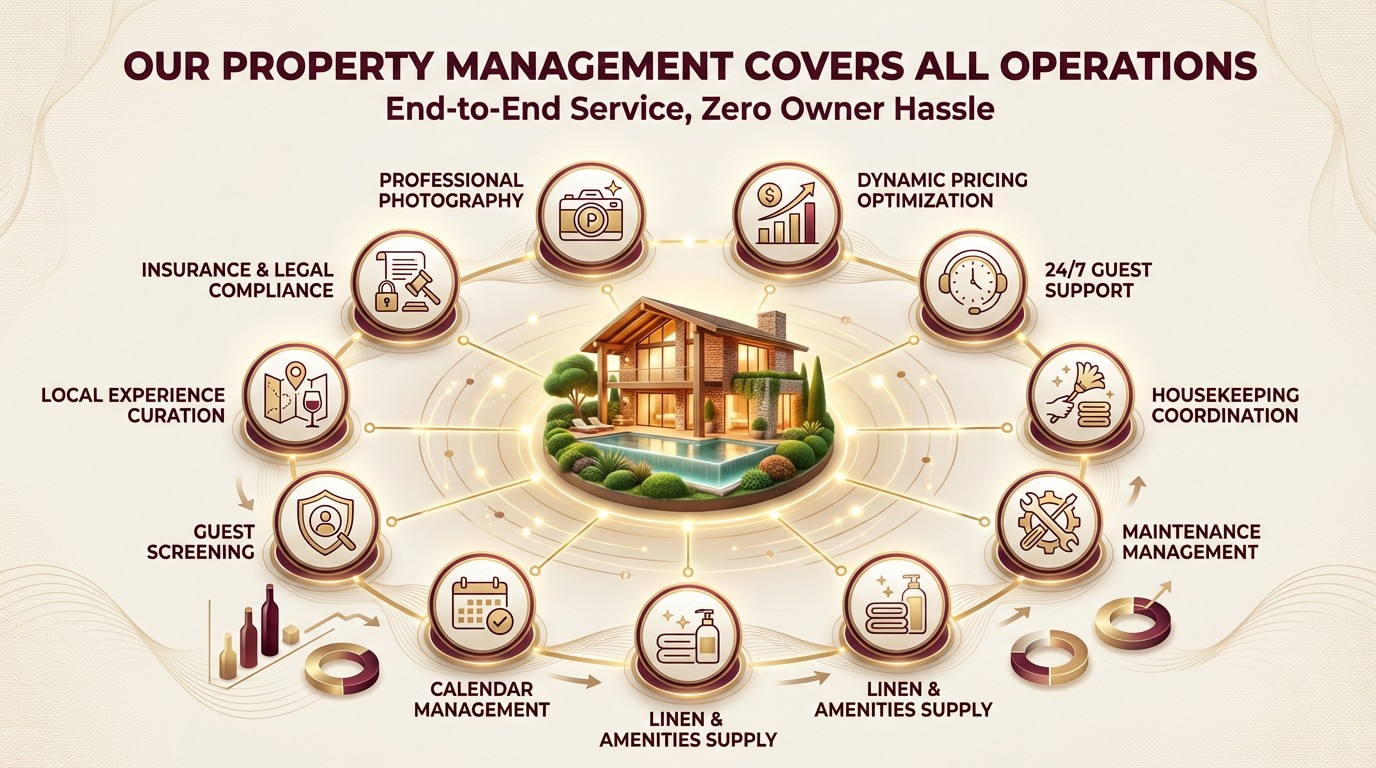 OUR PROPERTY MANAGEMENT COVERS ALL OPERATIONS
End-to-End Service, Zero Owner Hassle
PROFESSIONAL
PHOTOGRAPHY
P
DYNAMIC PRICING
OPTIMIZATION
$
INSURANCE & LEGAL
COMPLIANCE
24/7 GUEST
SUPPORT
LOCAL EXPERIENCE
CURATION
HOUSEKEEPING
COORDINATION
GUEST
SCREENING
MAINTENANCE
MANAGEMENT
CALENDAR
MANAGEMENT
LINEN &
AMENITIES SUPPLY
LINEN &
AMENITIES SUPPLY